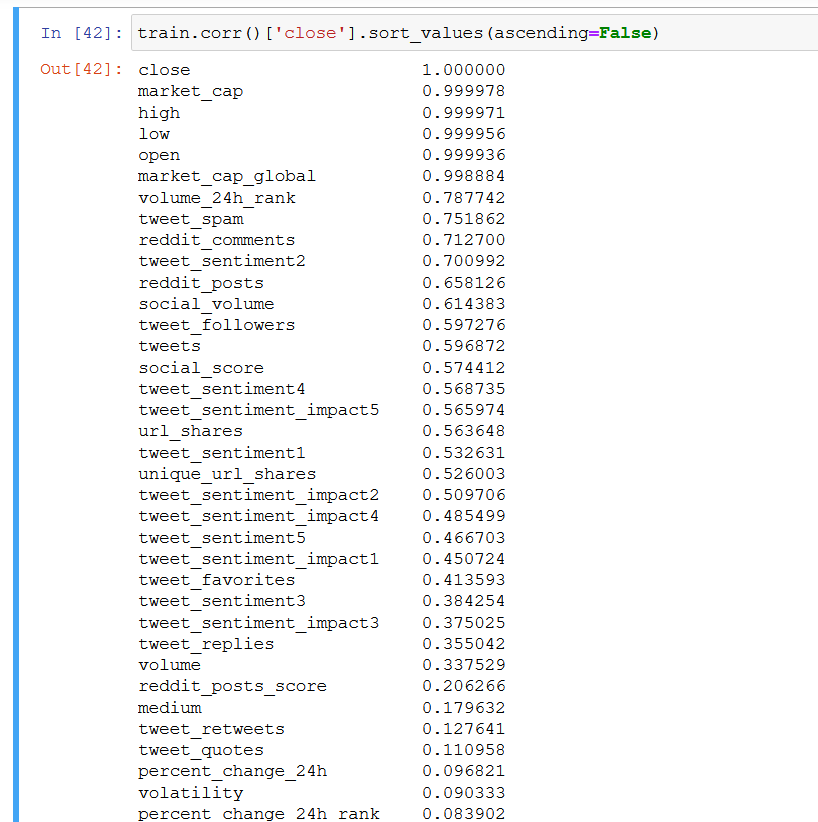 In [42]: train.corr()['close'].sort_values(ascending=False)
Out[42]: close 1.000000
market_cap 0.999978
high 0.999971
low 0.999956
open 0.999936
market_cap_global 0.998884
volume_24h_rank 0.787742
tweet_spam 0.751862
reddit_comments 0.712700
tweet_sentiment2 0.700992
reddit_posts 0.658126
social_volume 0.614383
tweet_followers 0.597276
tweets 0.596872
social_score 0.574412
tweet_sentiment4 0.568735
tweet_sentiment_impact5 0.565974
url_shares 0.563648
tweet_sentiment1 0.532631
unique_url_shares 0.526003
tweet_sentiment_impact2 0.509706
tweet_sentiment_impact4 0.485499
tweet_sentiment5 0.466703
tweet_sentiment_impact1 0.450724
tweet_favorites 0.413593
tweet_sentiment3 0.384254
tweet_sentiment_impact3 0.375025
tweet_replies 0.355042
volume 0.337529
reddit_posts_score 0.206266
medium 0.179632
tweet_retweets 0.127641
tweet_quotes 0.110958
percent_change_24h 0.096821
volatility 0.090333
percent_change_24h_rank 0.083902